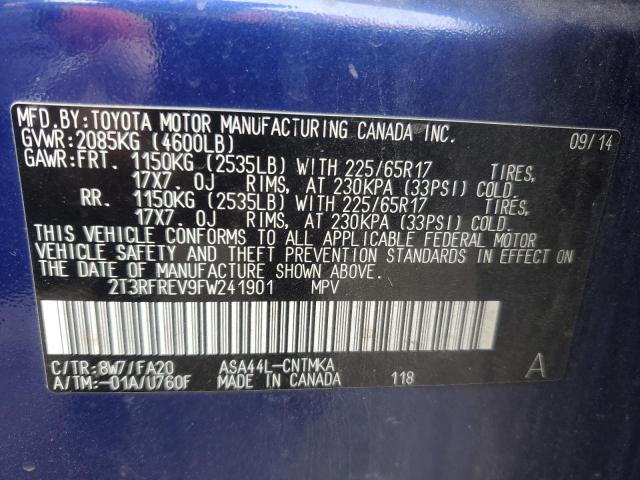 MFD.BY:TOYOTA MOTOR MANUFACTURING CANADA INC.
GVWR:2085KG (4600LB) 09/14
GAWR:FRT. 1150KG (2535LB) WITH 225/65R17 TIRES,
17X7.0J RIMS, AT 230KPA (33PSI) COLD.
RR. 1150KG (2535LB) WITH 225/65R17 TIRES,
17X7.0J RIMS, AT 230KPA (33PSI) COLD.
THIS VEHICLE CONFORMS TO ALL APPLICABLE FEDERAL MOTOR
VEHICLE SAFETY AND THEFT PREVENTION STANDARDS IN EFFECT ON
THE DATE OF MANUFACTURE SHOWN ABOVE.
2T3RFREV9FW241901 MPV
C/TR:8W7/FA20 ASA44L-CNTMKA A
A/TM:-01A/U760F MADE IN CANADA 118